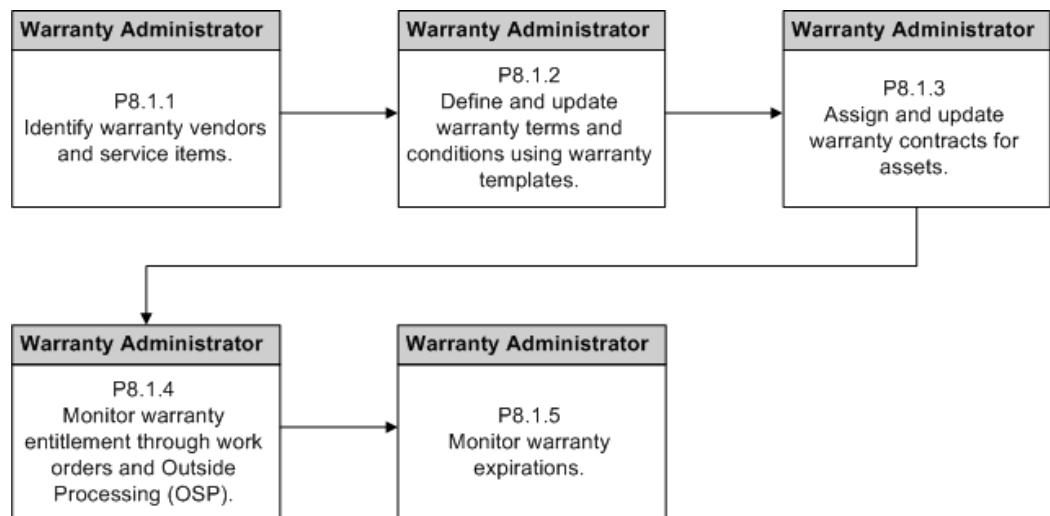 Warranty Administrator
P8.1.1
Identify warranty vendors
and service items.
Warranty Administrator
P8.1.2
Define and update
warranty terms and
conditions using warranty
templates.
Warranty Administrator
P8.1.3
Assign and update
warranty contracts for
assets.
Warranty Administrator
P8.1.4
Monitor warranty
entitlement through work
orders and Outside
Processing (OSP).
Warranty Administrator
P8.1.5
Monitor warranty
expirations.